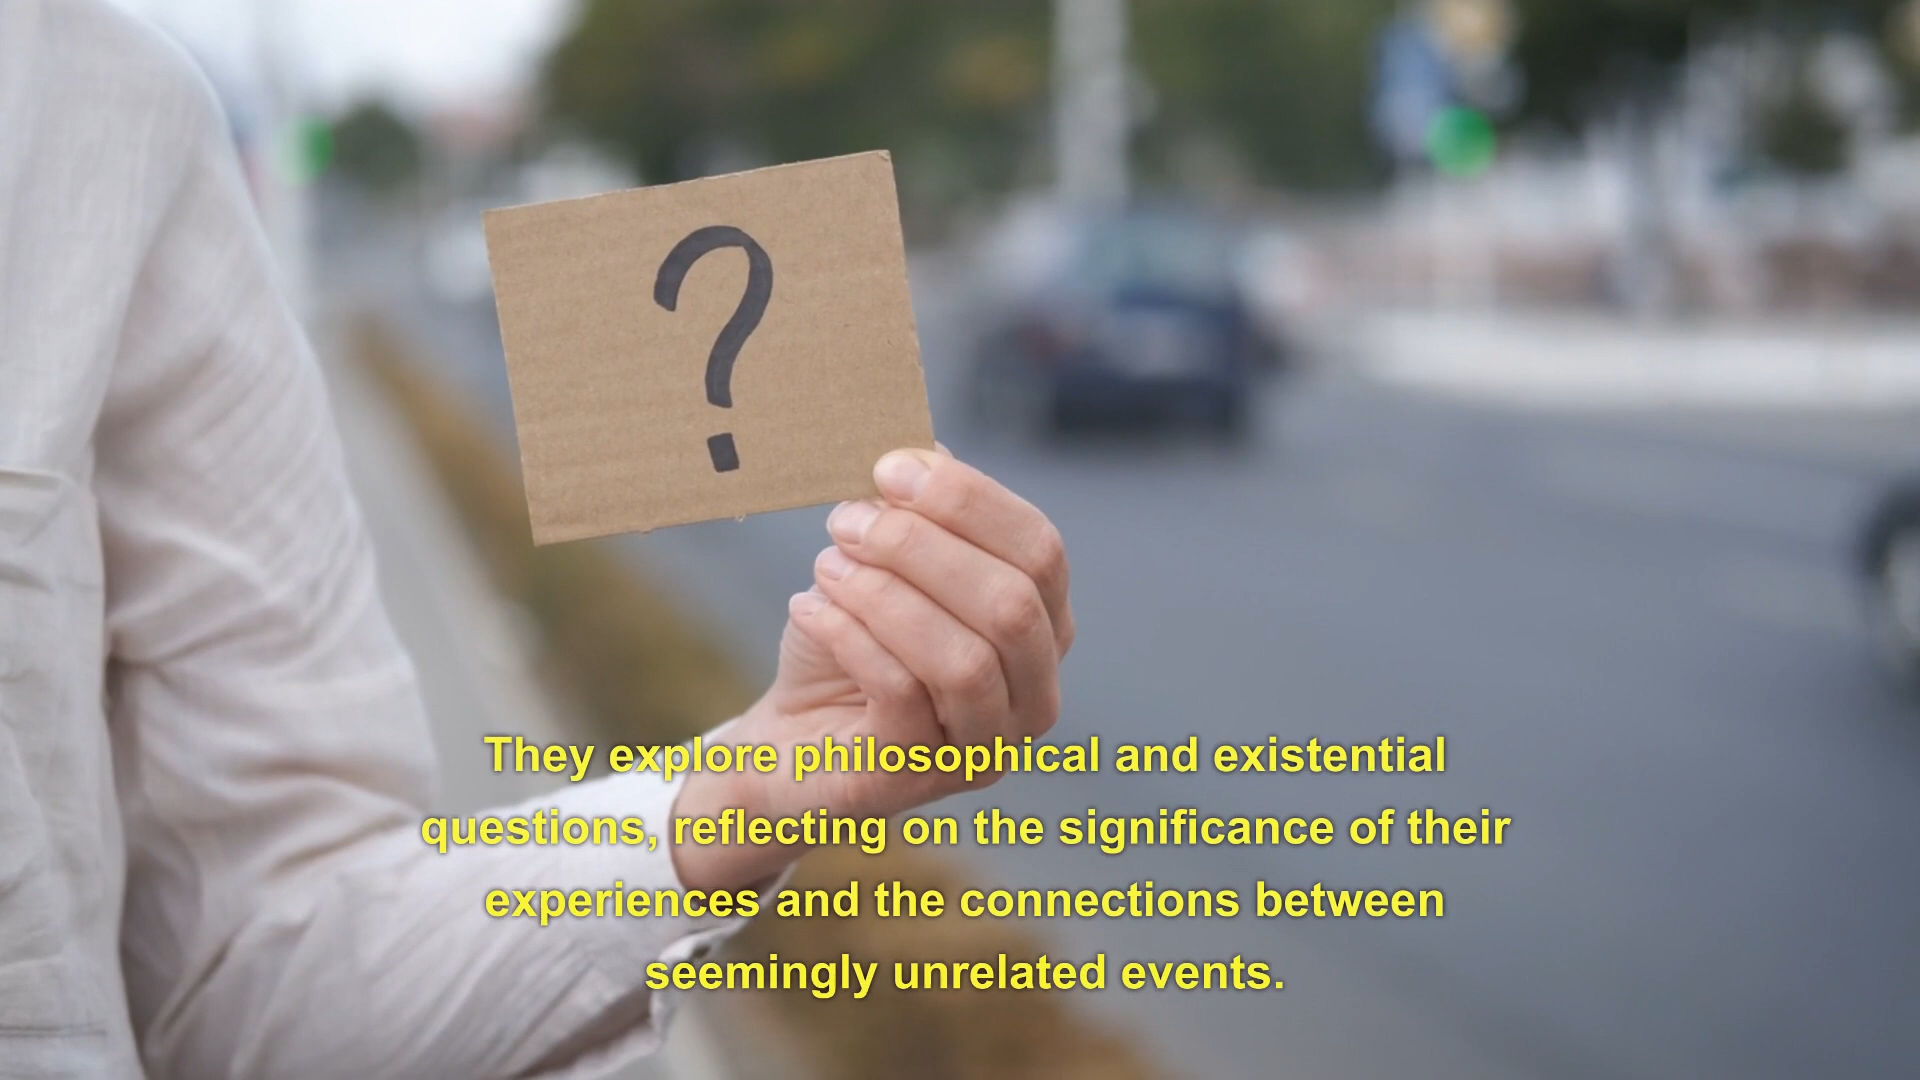 ?
They explore philosophical and existential
questions, reflecting on the significance of their
experiences and the connections between
seemingly unrelated events.